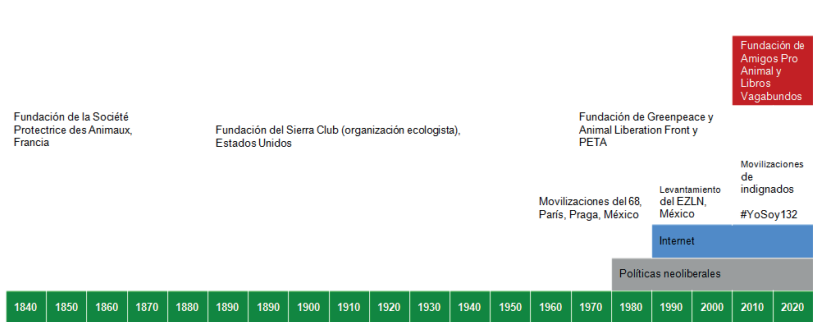 Fundación de
Amigos Pro
Animal y
Libros
Vagabundos
Fundación de la Société
Protectrice des Animaux,
Francia
Fundación del Sierra Club (organización ecologista),
Estados Unidos
Fundación de Greenpeace y
Animal Liberation Front y
PETA
Movilizaciones del 68,
París, Praga, México
Levantamiento
del EZLN,
México
Movilizaciones
de
indignados
#YoSoy132
Internet
Políticas neoliberales
1840 1850 1860 1870 1880 1890 1890 1900 1910 1920 1930 1940 1950 1960 1970 1980 1990 2000 2010 2020